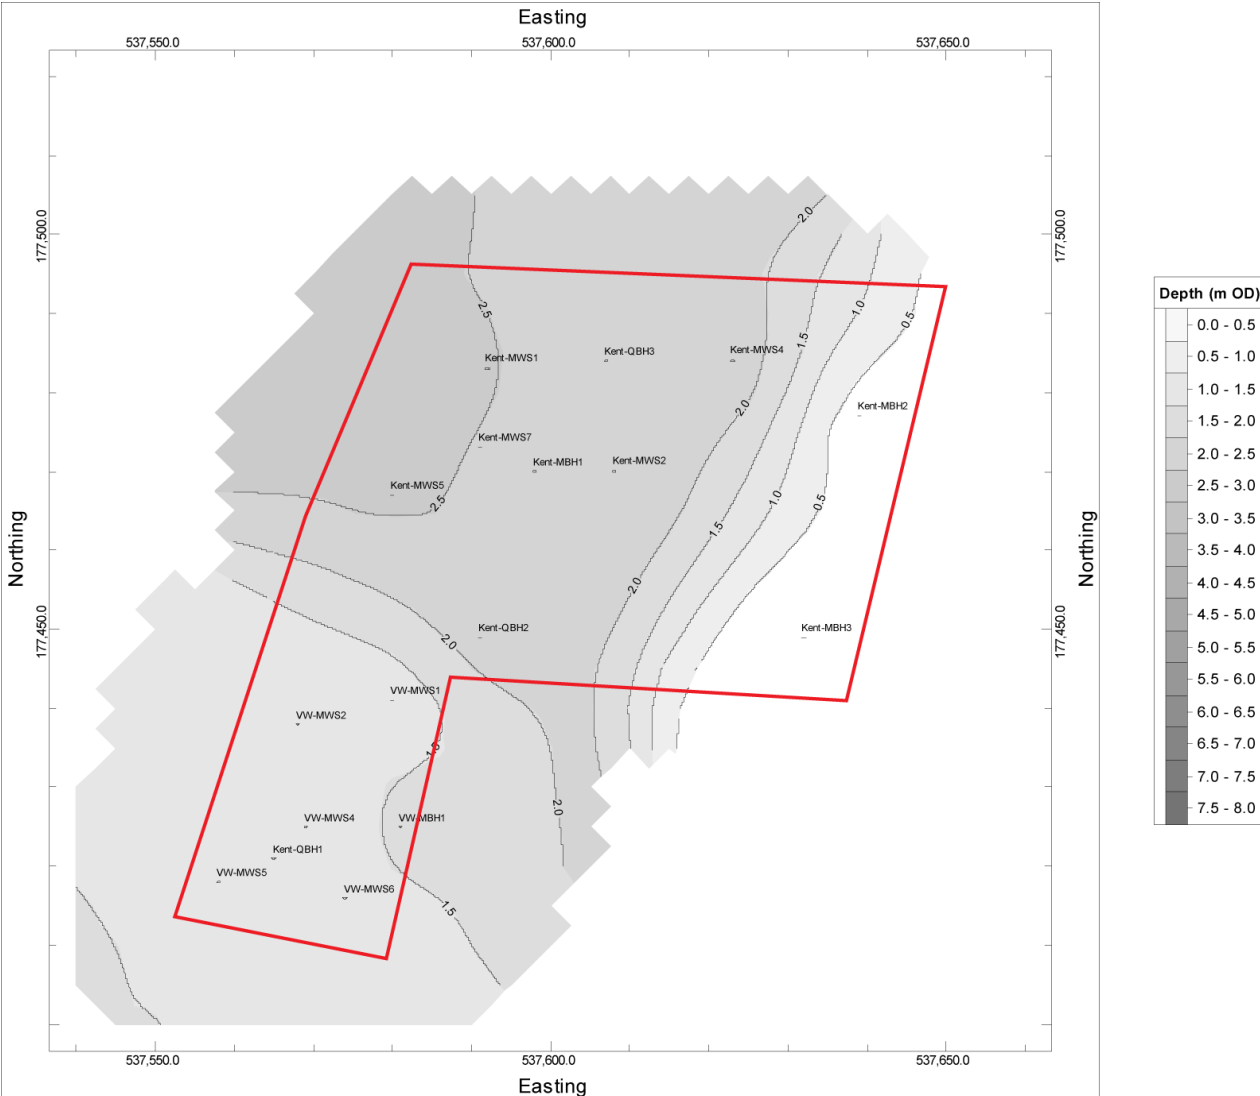 Easting
537,550.0 537,600.0 537,650.0
2.0
177,500.0 177,500.0
Depth (m OD)
0.0 - 0.5
0.5 - 1.0
1.0 - 1.5
1.5 - 2.0
2.0 - 2.5
2.5 - 3.0
3.0 - 3.5
3.5 - 4.0
4.0 - 4.5
4.5 - 5.0
5.0 - 5.5
5.5 - 6.0
6.0 - 6.5
6.5 - 7.0
7.0 - 7.5
7.5 - 8.0
2.5 1.0 0.5
1.5
Kent-MWS1 Kent-QBH3 Kent-MWS4
2.0 Kent-MBH2
Kent-MWS7
Kent-MBH1 Kent-MWS2
Kent-MWS5
2.5 1.0 0.5
1.5
Northing Northing
2.0
177,450.0 177,450.0
Kent-QBH2 Kent-MBH3
2.0
VW-MWS1
VW-MWS2
1.5
2.0
VW-MWS4 VW-MBH1
Kent-QBH1
VW-MWS5
VW-MWS6
1.5
537,550.0 537,600.0 537,650.0
Easting